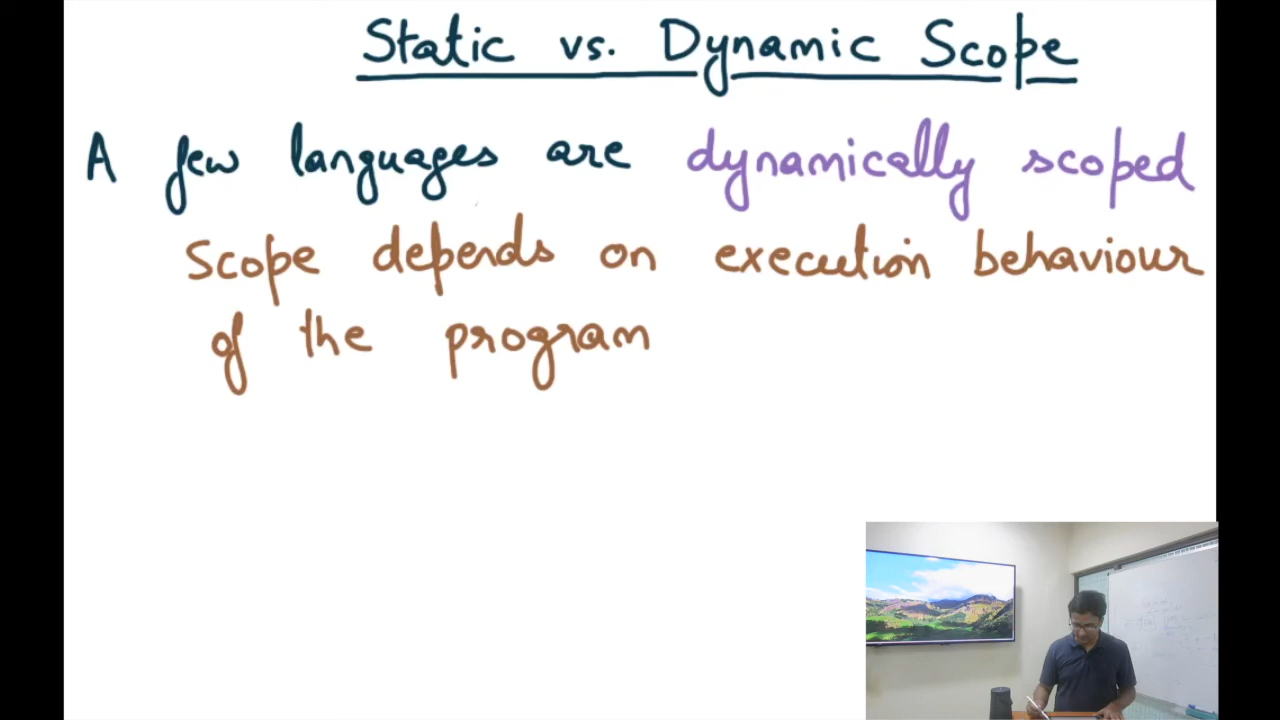 Static vs. Dynamic Scope
A few languages are dynamically scoped
scope depends on execution behaviour
of the program